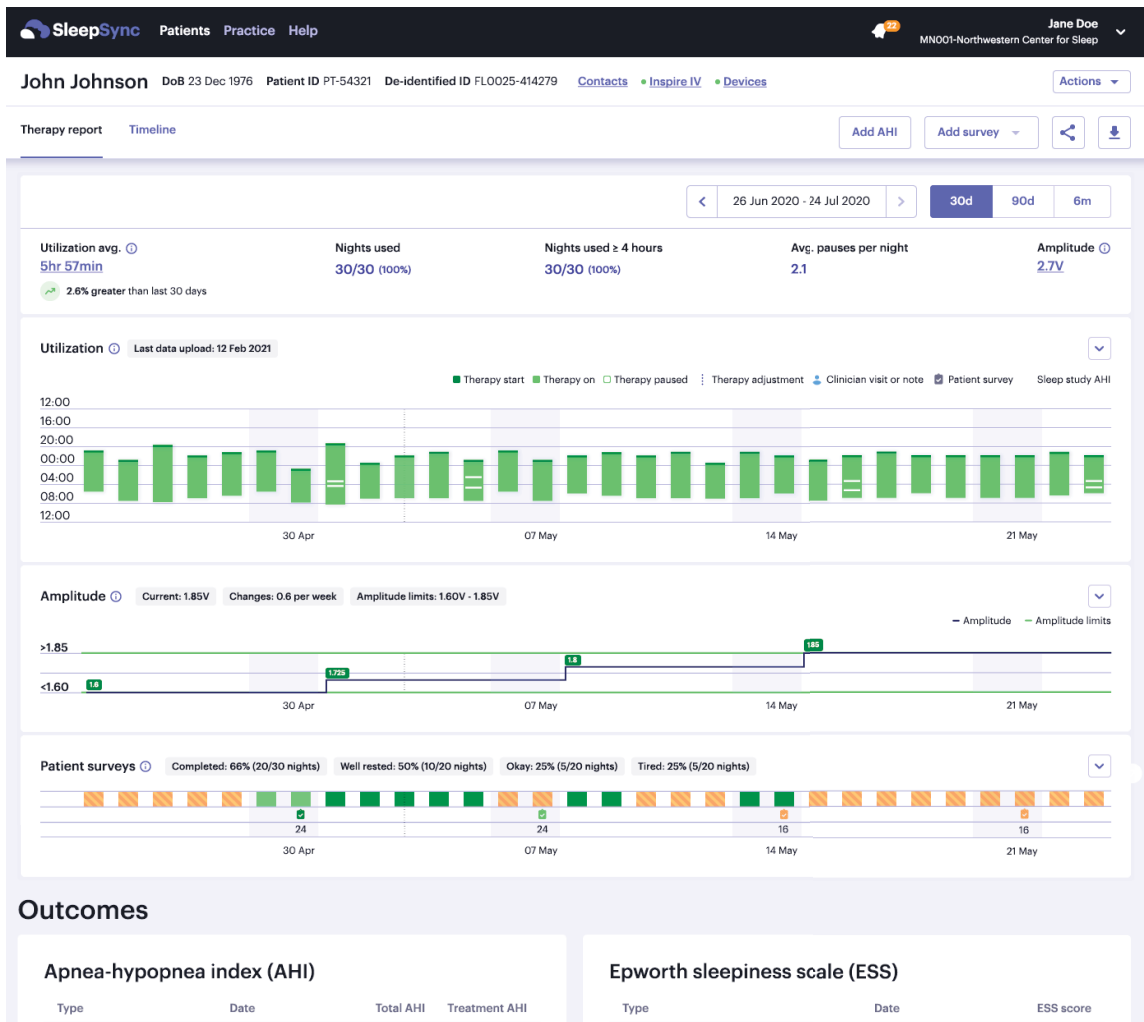 SleepSync Patients Practice Help 22 Jane Doe
MN001-Northwestern Center for Sleep
John Johnson DoB 23 Dec 1976 Patient ID PT-54321 De-identified ID FL0025-414279 Contacts Inspire IV Devices Actions
Therapy report Timeline Add AHI Add survey
26 Jun 2020 - 24 Jul 2020 30d 90d 6m
Utilization avg. Nights used Nights used ≥ 4 hours Avg. pauses per night Amplitude
5hr 57min 30/30 (100%) 30/30 (100%) 2.1 2.7V
2.6% greater than last 30 days
Utilization Last data upload: 12 Feb 2021
Therapy start Therapy on Therapy paused Therapy adjustment Clinician visit or note Patient survey Sleep study AHI
12:00
16:00
20:00
00:00
04:00
08:00
12:00
30 Apr 07 May 14 May 21 May
Amplitude Current: 1.85V Changes: 0.6 per week Amplitude limits: 1.60V - 1.85V
Amplitude Amplitude limits
>1.85 185
1.8
1.725
<1.60 1.6
30 Apr 07 May 14 May 21 May
Patient surveys Completed: 66% (20/30 nights) Well rested: 50% (10/20 nights) Okay: 25% (5/20 nights) Tired: 25% (5/20 nights)
24 24 16 16
30 Apr 07 May 14 May 21 May
Outcomes
Apnea-hypopnea index (AHI) Epworth sleepiness scale (ESS)
Type Date Total AHI Treatment AHI Type Date ESS score